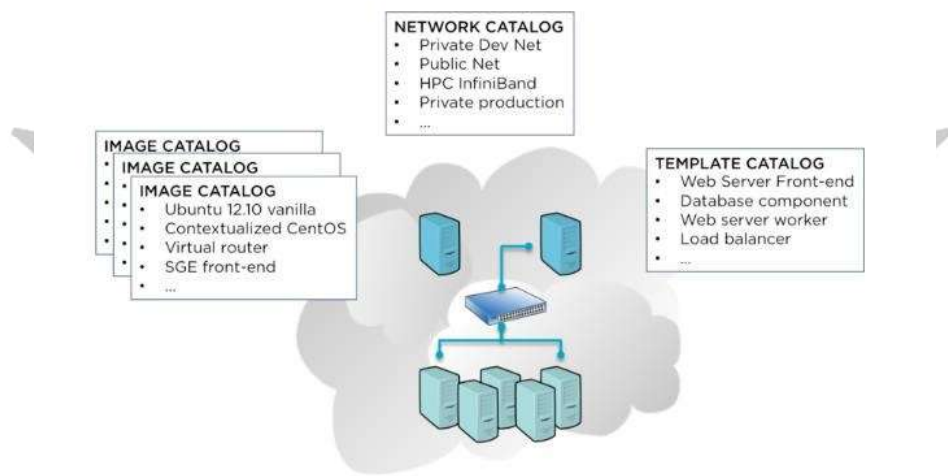 NETWORK CATALOG
• Private Dev Net
• Public Net
• HPC InfiniBand
• Private production
• ...
IMAGE CATALOG
IMAGE CATALOG
IMAGE CATALOG
• Ubuntu 12.10 vanilla
• Contextualized CentOS
• Virtual router
• SGE front-end
• ...
TEMPLATE CATALOG
• Web Server Front-end
• Database component
• Web server worker
• Load balancer
• ...